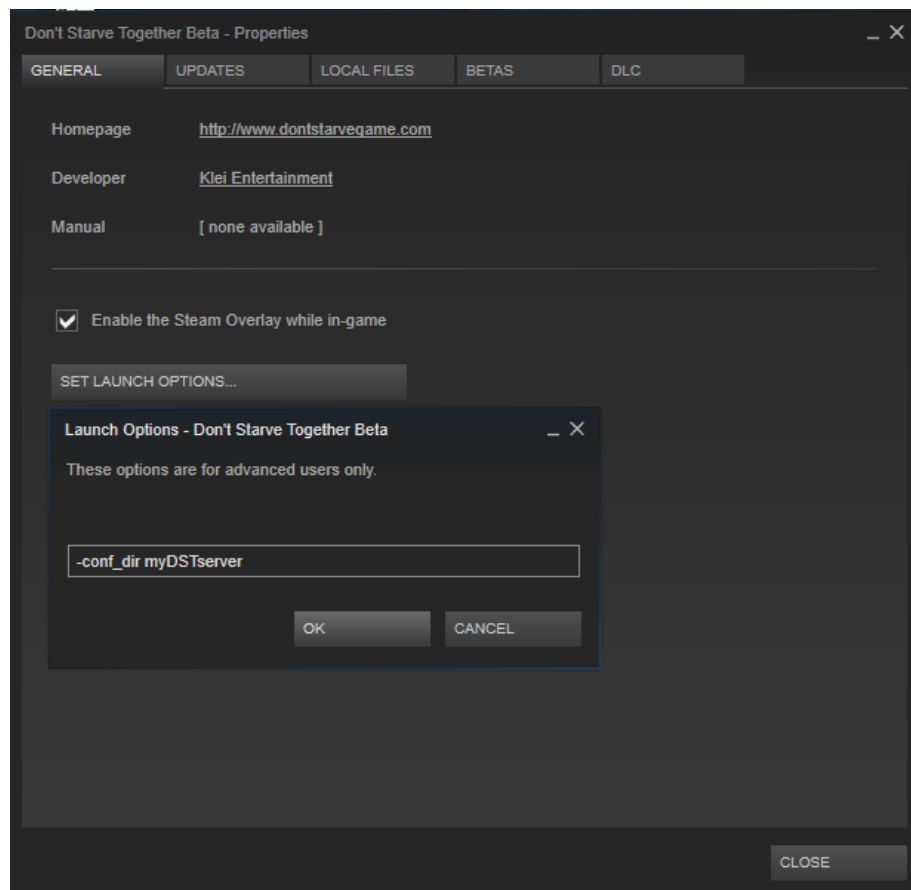 Don't Starve Together Beta - Properties
GENERAL UPDATES LOCAL FILES BETAS DLC
Homepage http://www.dontstarvegame.com
Developer Klei Entertainment
Manual [ none available ]
Enable the Steam Overlay while in-game
SET LAUNCH OPTIONS...
Launch Options - Don't Starve Together Beta
These options are for advanced users only.
-conf_dir myDSTserver
OK CANCEL
CLOSE